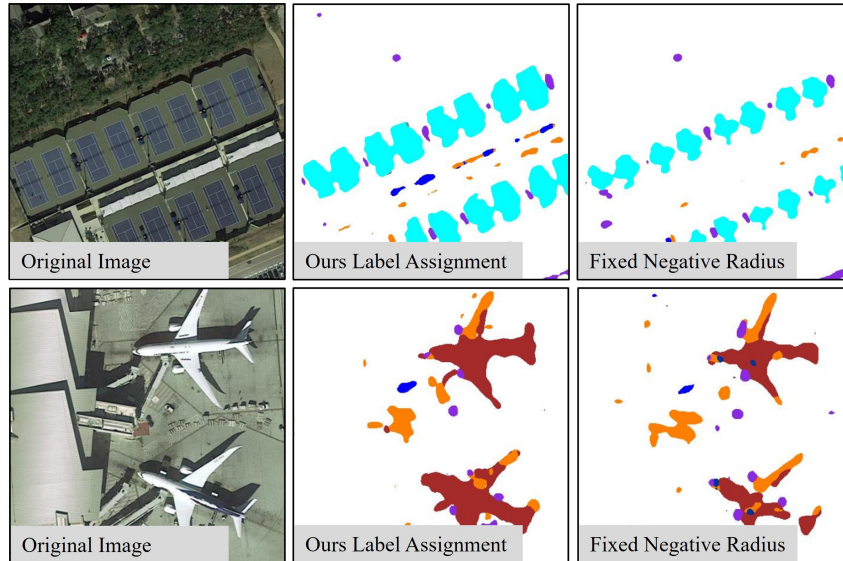 Original Image
Ours Label Assignment
Fixed Negative Radius
Original Image
Ours Label Assignment
Fixed Negative Radius